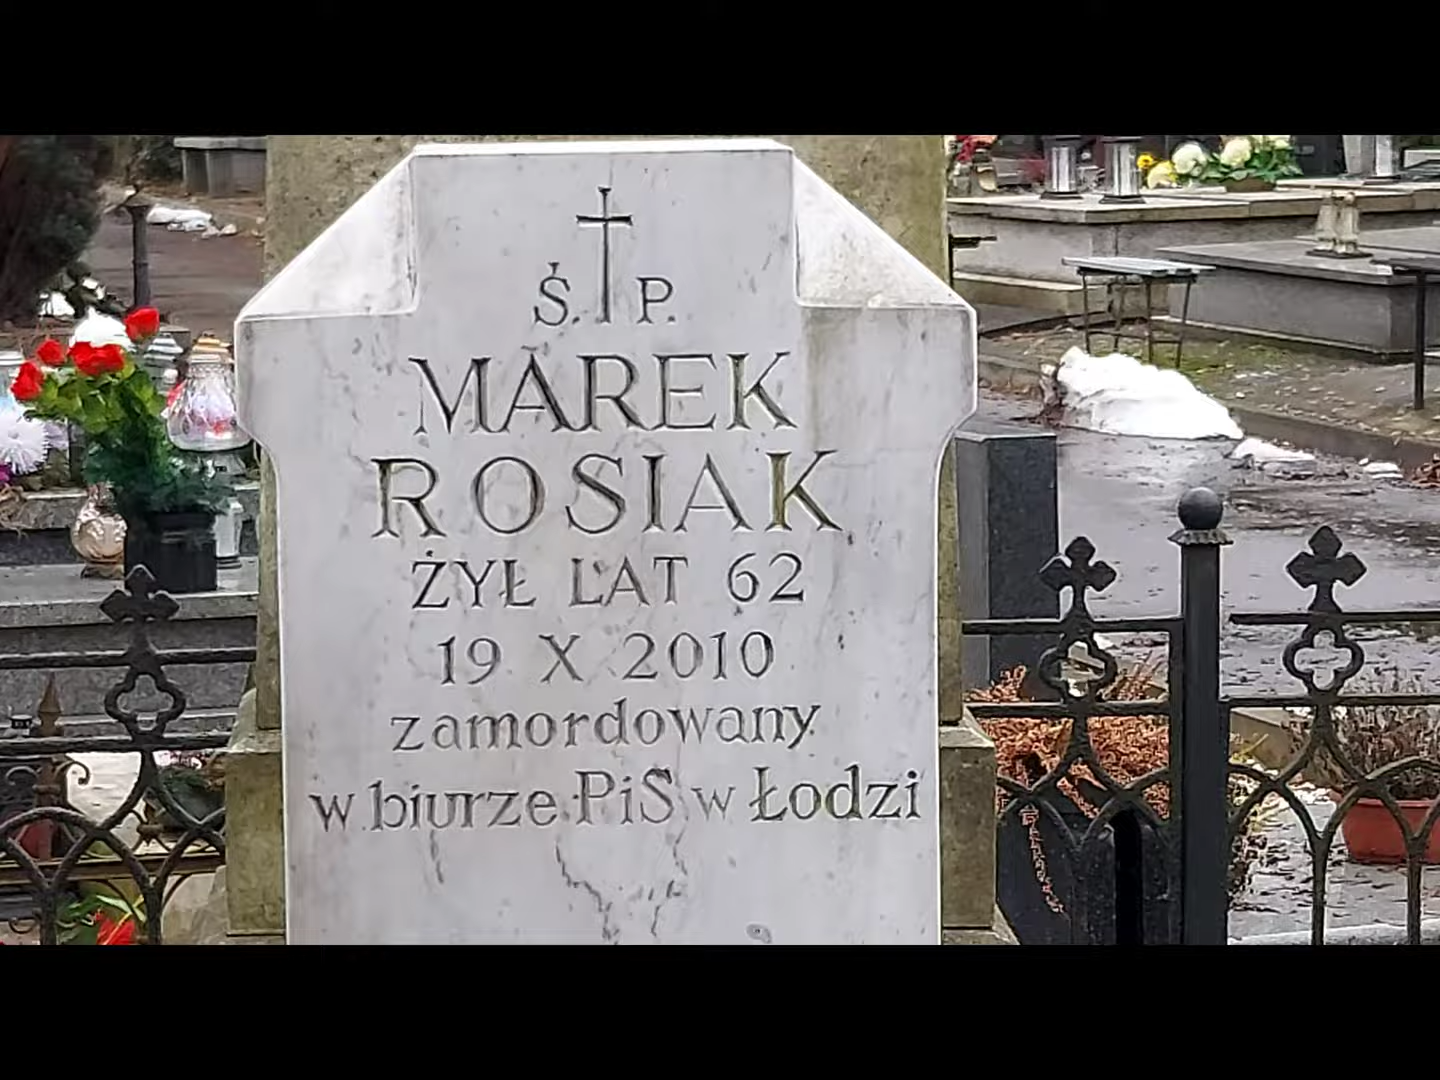 Ś. P.
MAREK
ROSIAK
ŻYŁ LAT 62
19 X 2010
zamordowany
w biurze PiS w Łodzi